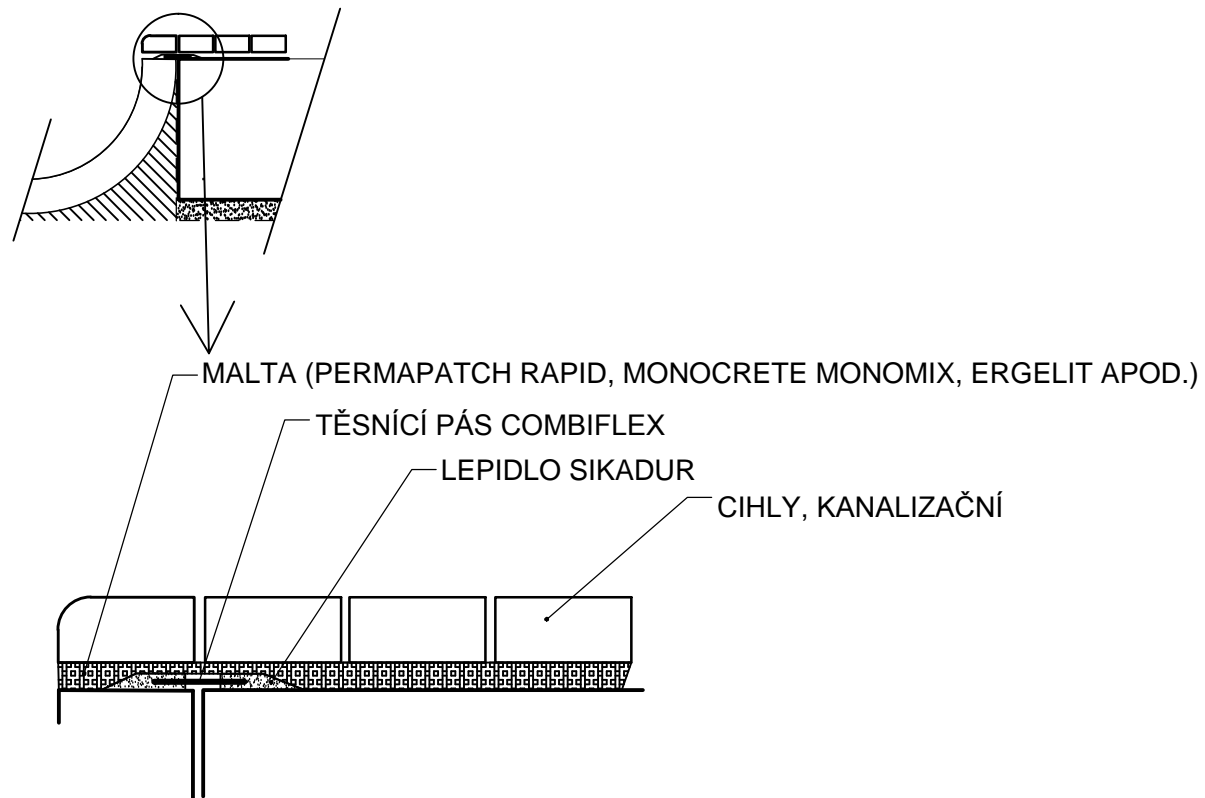 MALTA (PERMAPATCH RAPID, MONOCRETE MONOMIX, ERGELIT APOD.)
TĚSNÍCÍ PÁS COMBIFLEX
LEPIDLO SIKADUR
CIHLY, KANALIZAČNÍ